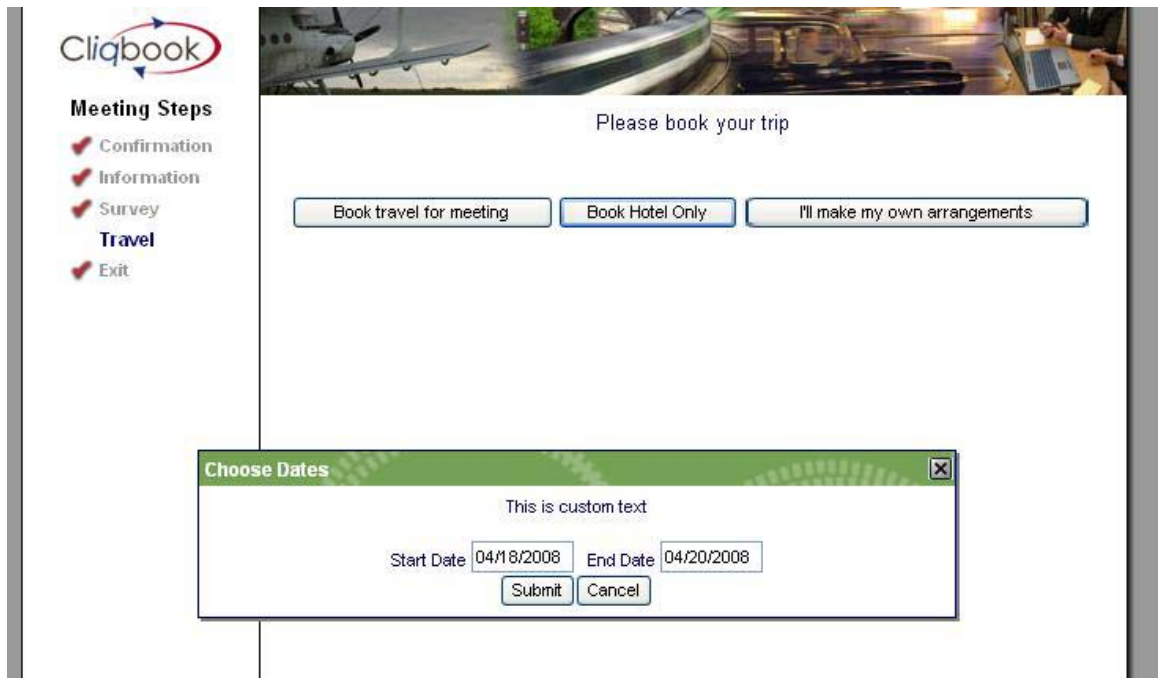 Cliqbook
Meeting Steps
Confirmation
Information
Survey
Travel
Exit
Please book your trip
Book travel for meeting Book Hotel Only I'll make my own arrangements
Choose Dates
This is custom text
Start Date 04/18/2008 End Date 04/20/2008
Submit Cancel